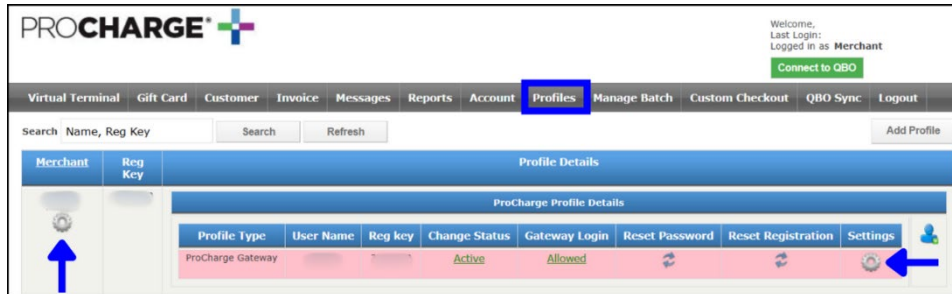 PROCHARGE
Welcome,
Last Login:
Logged in as Merchant
Connect to QBO
Virtual Terminal Gift Card Customer Invoice Messages Reports Account Profiles Manage Batch Custom Checkout QBO Sync Logout
Search Name, Reg Key Search Refresh Add Profile
Merchant Reg Key Profile Details
ProCharge Profile Details
Profile Type User Name Reg key Change Status Gateway Login Reset Password Reset Registration Settings
ProCharge Gateway Active Allowed